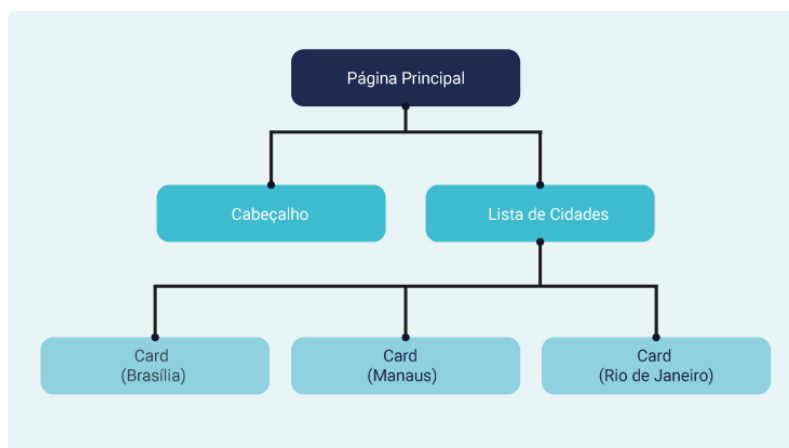 Página Principal
Cabeçalho
Lista de Cidades
Card
(Brasília)
Card
(Manaus)
Card
(Rio de Janeiro)